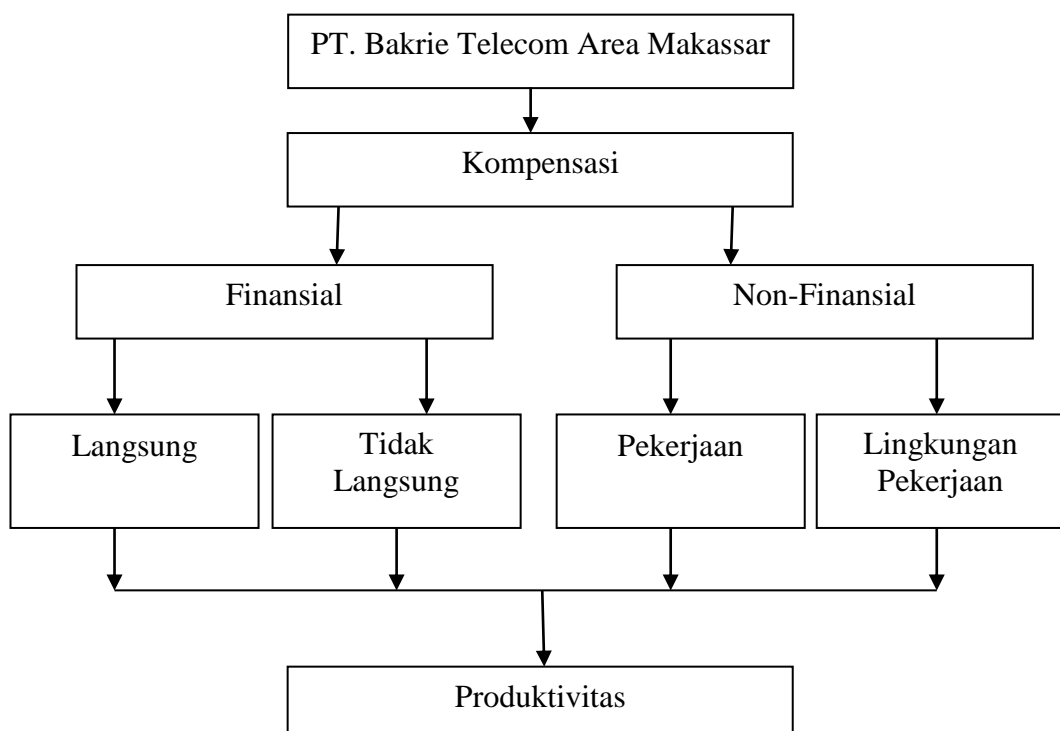 PT. Bakrie Telecom Area Makassar
Kompensasi
Finansial
Non-Finansial
Langsung
Tidak
Langsung
Pekerjaan
Lingkungan
Pekerjaan
Produktivitas